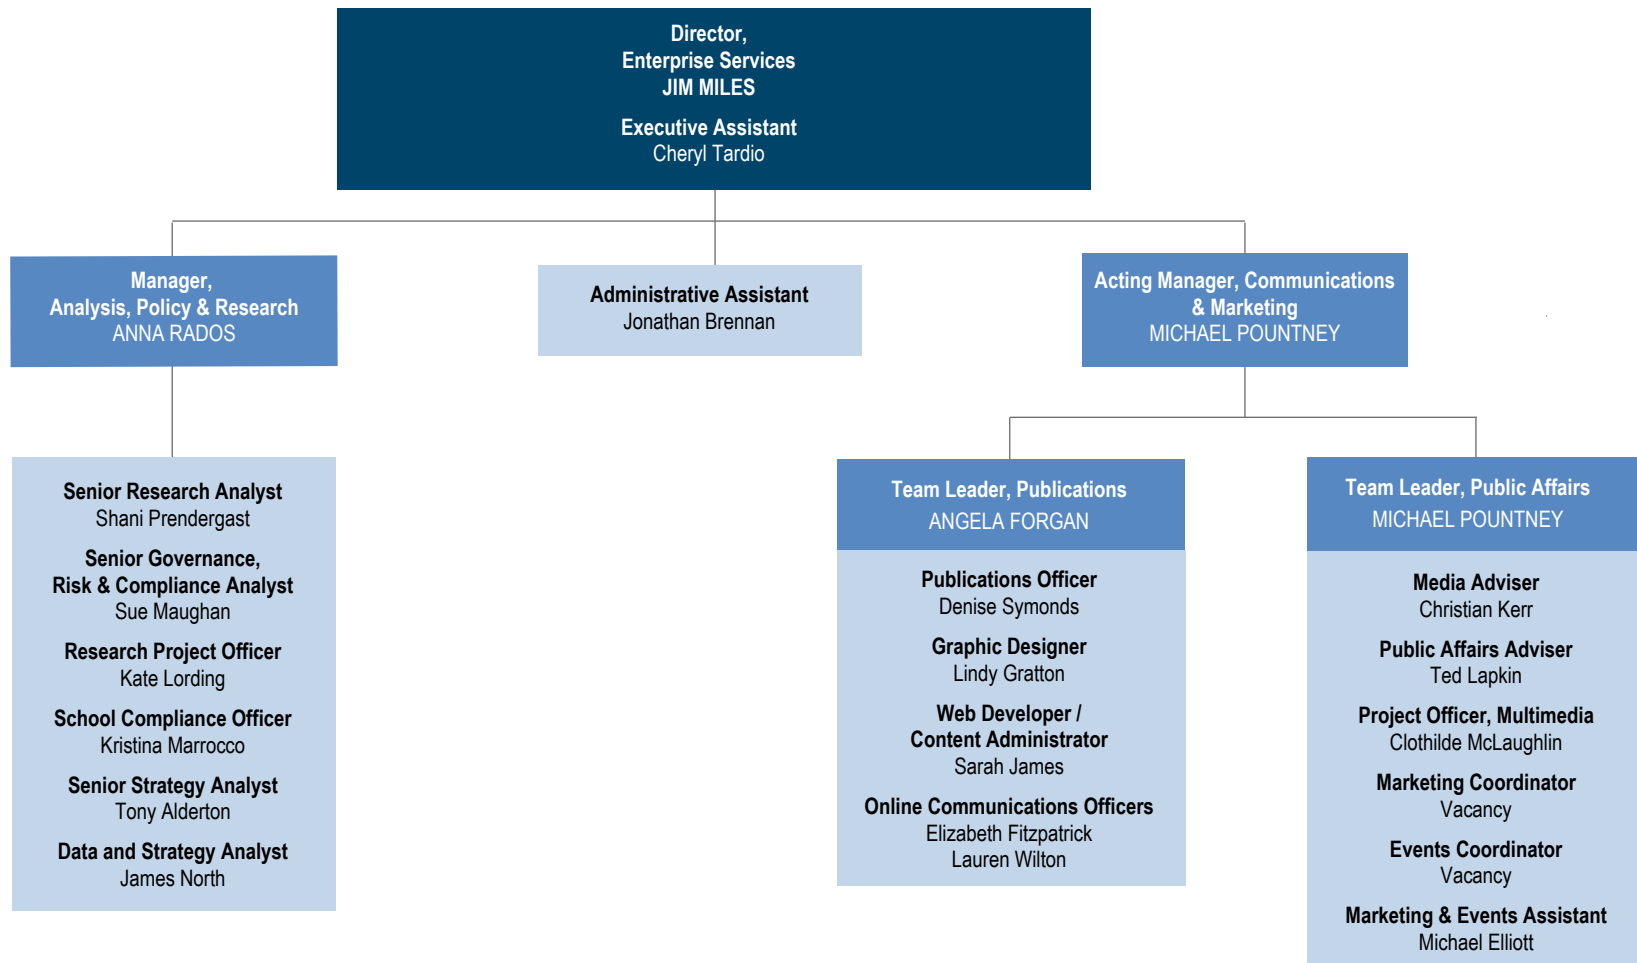 Director,
Enterprise Services
JIM MILES
Executive Assistant
Cheryl Tardio
Manager,
Analysis, Policy & Research
ANNA RADOS
Administrative Assistant
Jonathan Brennan
Acting Manager, Communications
& Marketing
MICHAEL POUNTNEY
Senior Research Analyst
Shani Prendergast
Senior Governance,
Risk & Compliance Analyst
Sue Maughan
Research Project Officer
Kate Lording
School Compliance Officer
Kristina Marrocco
Senior Strategy Analyst
Tony Alderton
Data and Strategy Analyst
James North
Team Leader, Publications
ANGELA FORGAN
Publications Officer
Denise Symonds
Graphic Designer
Lindy Gratton
Web Developer /
Content Administrator
Sarah James
Online Communications Officers
Elizabeth Fitzpatrick
Lauren Wilton
Team Leader, Public Affairs
MICHAEL POUNTNEY
Media Adviser
Christian Kerr
Public Affairs Adviser
Ted Lapkin
Project Officer, Multimedia
Clothilde McLaughlin
Marketing Coordinator
Vacancy
Events Coordinator
Vacancy
Marketing & Events Assistant
Michael Elliott